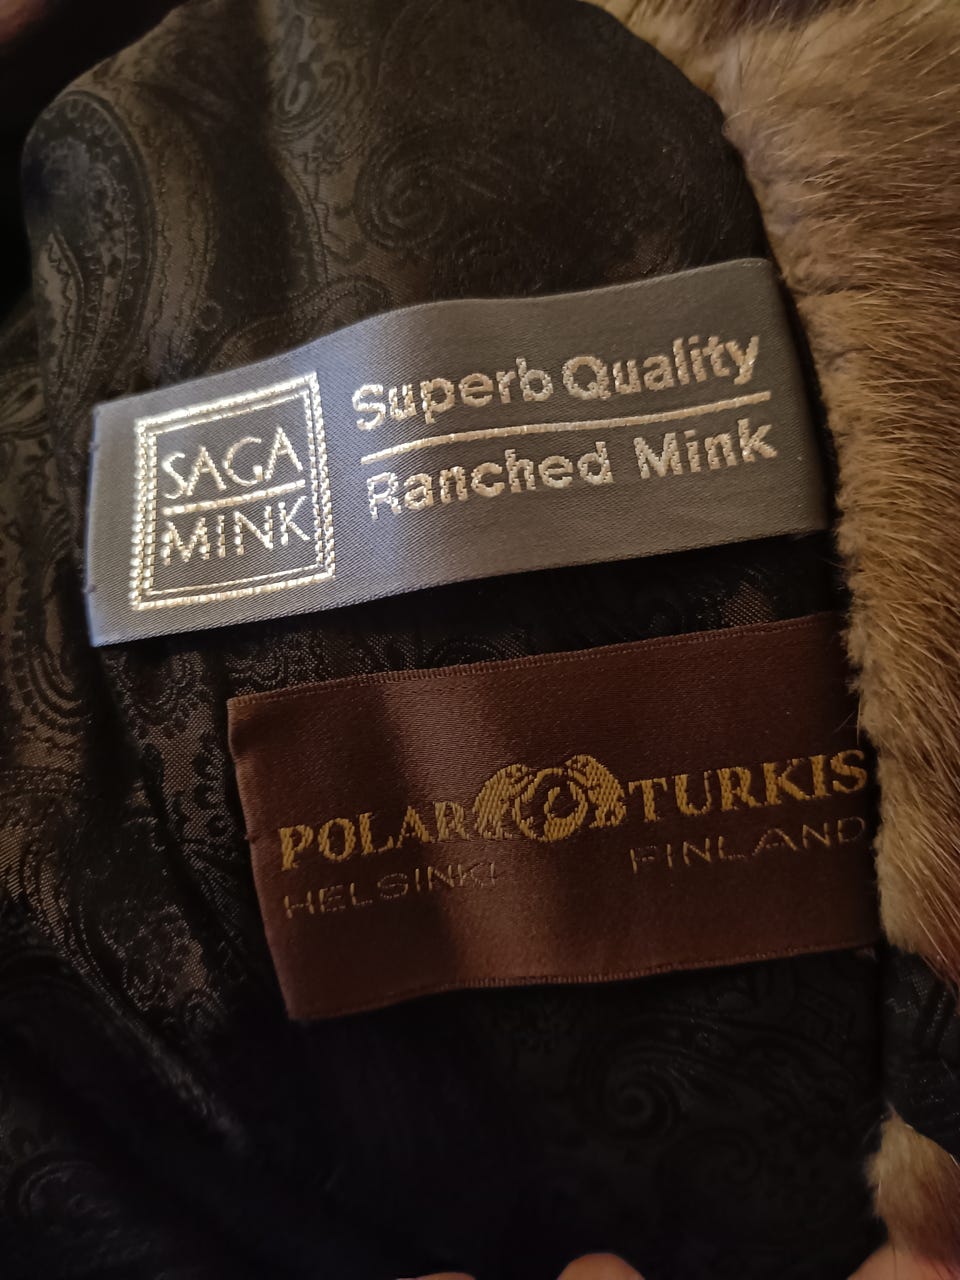 SAGA
MINK
Superb Quality
Ranched Mink
POLAR TURKIS
HELSINKI FINLAND